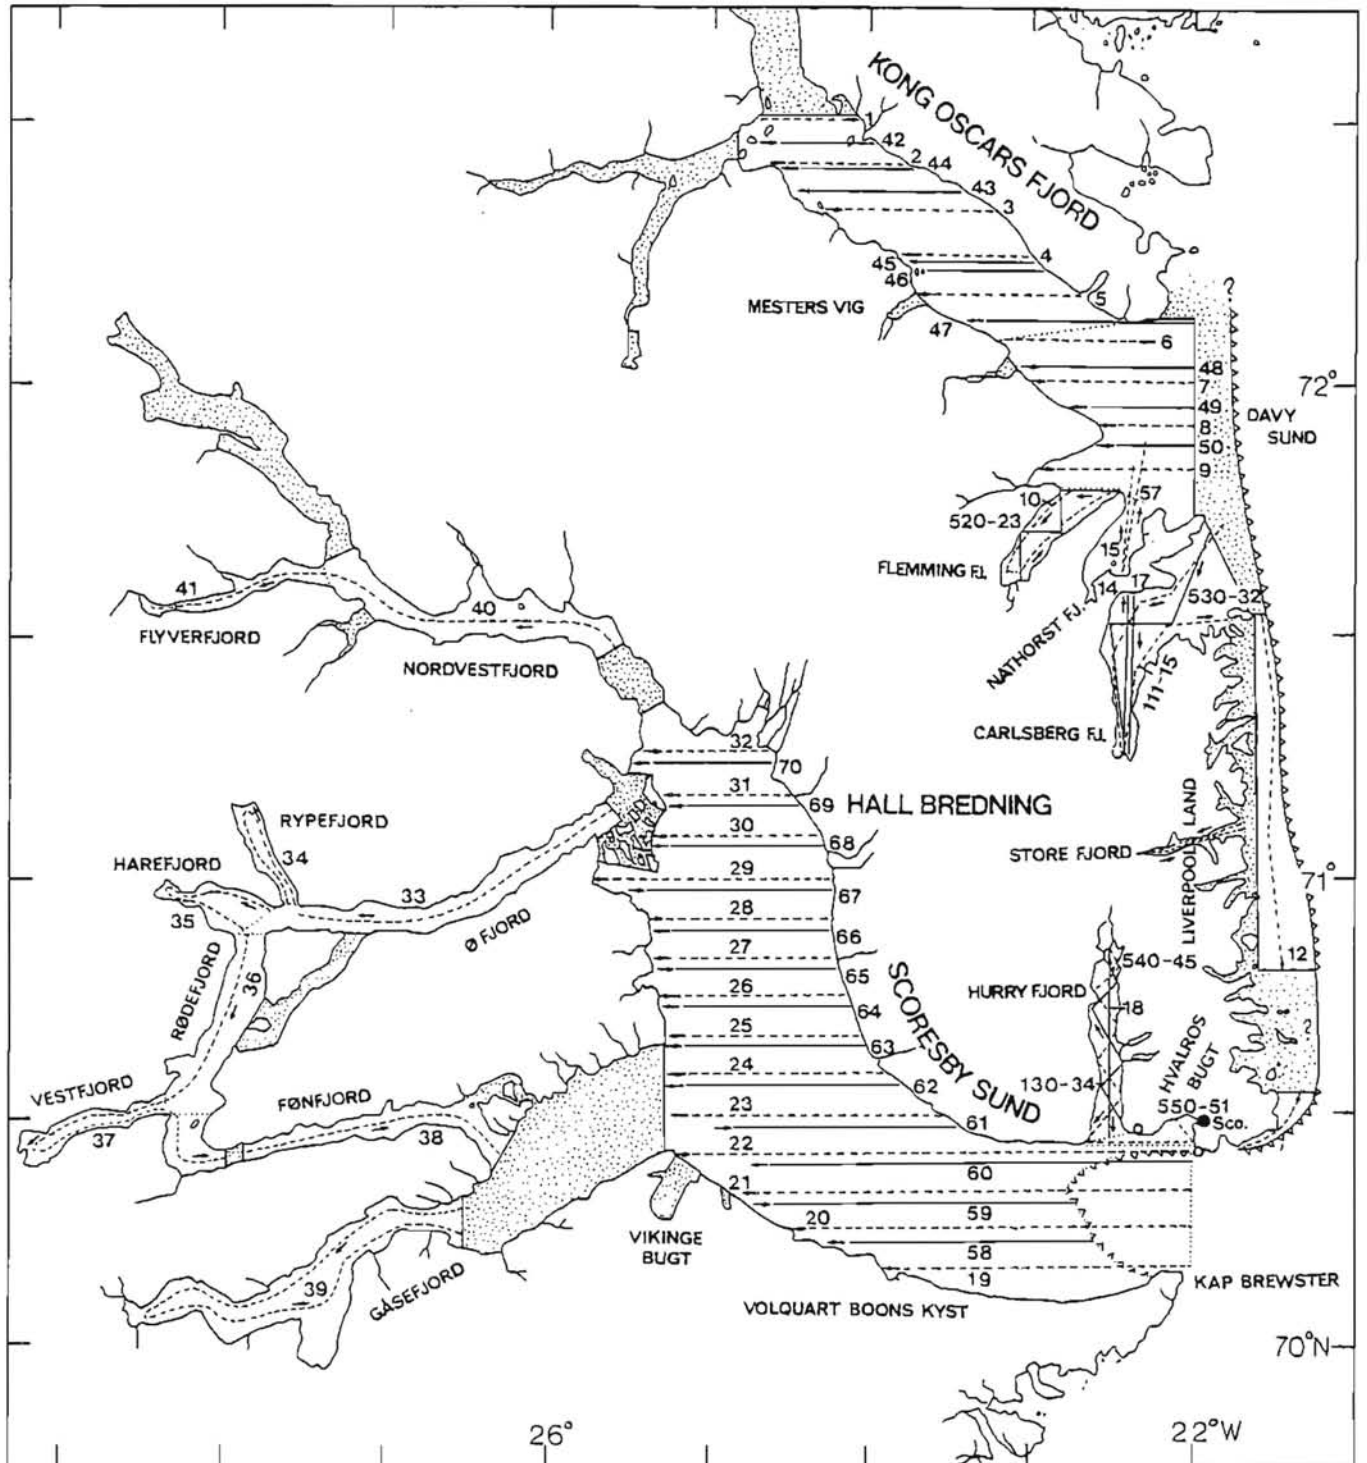 KONG OSCARS FJORD
1
42
2 44
43
3
4
45
46
5
MESTERS VIG
47
6
48
72°
7
49
DAVY
SUND
8
50
9
10
57
520-23
15
FLEMMING FJ.
14 17
41
530-32
40
FLYVERFJORD
NATHORST FJ.
NORDVESTFJORD
111-15
CARLSBERG FJ.
32
70
31
69
HALL BREDNING
RYPEFJORD
30
68
LIVERPOOL LAND
34
STORE FJORD
HAREFJORD
29
71°
33
67
35
28
Ø FJORD
66
27
12
540-45
65
36
26
HURRY FJORD
RØDEFJORD
64
18
SCORESBY SUND
25
63
HVALROS
BUGT
24
62
130-34
VESTFJORD
FØNFJORD
23
61
550-51
Sco.
37
38
22
60
21
59
20
VIKINGE
BUGT
58
19
39
GÅSEFJORD
KAP BREWSTER
VOLQUART BOONS KYST
70°N
26°
22°W
?
?